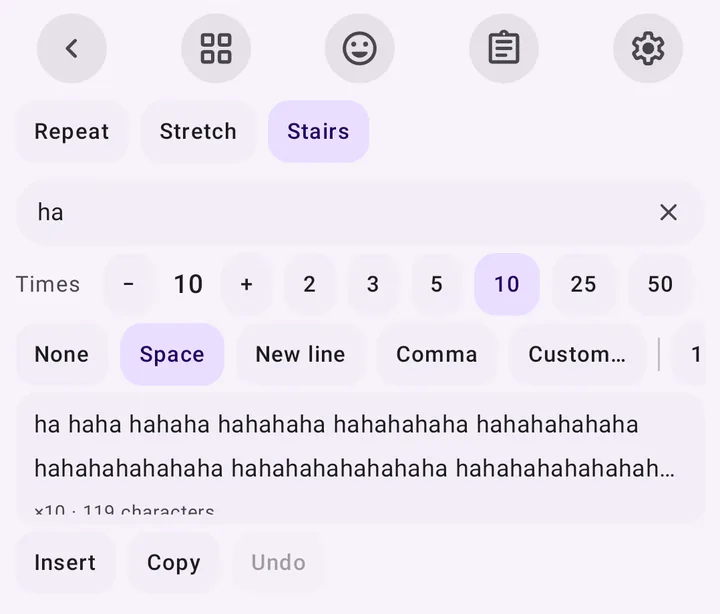 Repeat Stretch Stairs
ha
Times - 10 + 2 3 5 10 25 50
None Space New line Comma Custom... 1
ha haha hahaha hahahaha hahahahaha hahahahahaha
hahahahahahaha hahahahahahahaha hahahahahahahah...
×10 · 119 characters
Insert Copy Undo